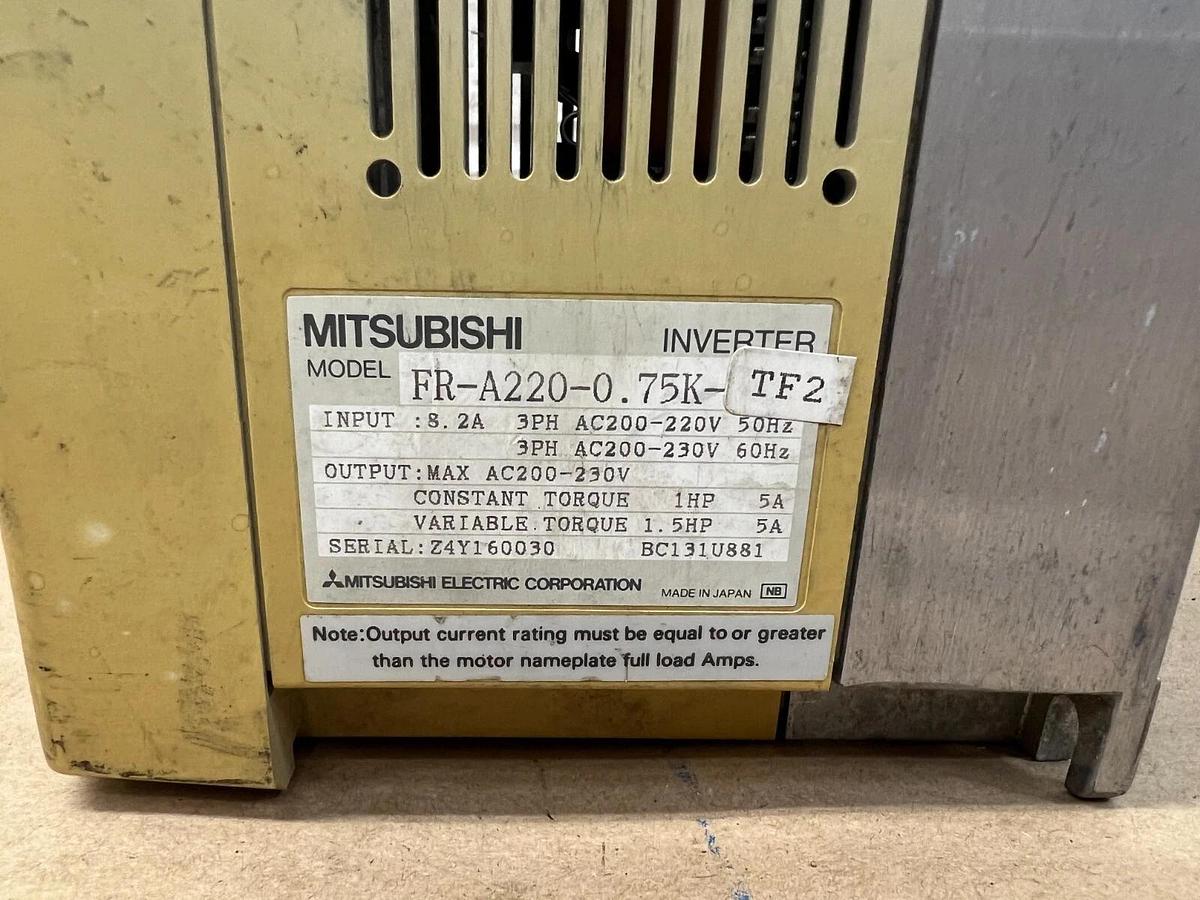 MITSUBISHI INVERTER
MODEL FR-A220-0.75K-TF2
INPUT :8.2A 3PH AC200-220V 50Hz
3PH AC200-230V 60Hz
OUTPUT:MAX AC200-230V
CONSTANT TORQUE 1HP 5A
VARIABLE TORQUE 1.5HP 5A
SERIAL:Z4Y160030 BC131U881
MITSUBISHI ELECTRIC CORPORATION MADE IN JAPAN NB
Note:Output current rating must be equal to or greater
than the motor nameplate full load Amps.